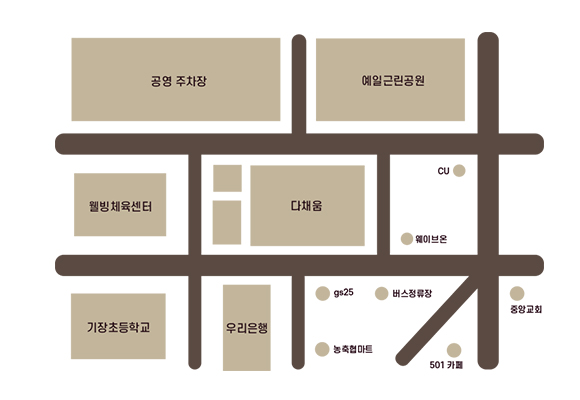 공영 주차장
예일근린공원
CU
웰빙체육센터
다채움
웨이브온
gs25
버스정류장
중앙교회
기장초등학교
우리은행
농축협마트
501 카페